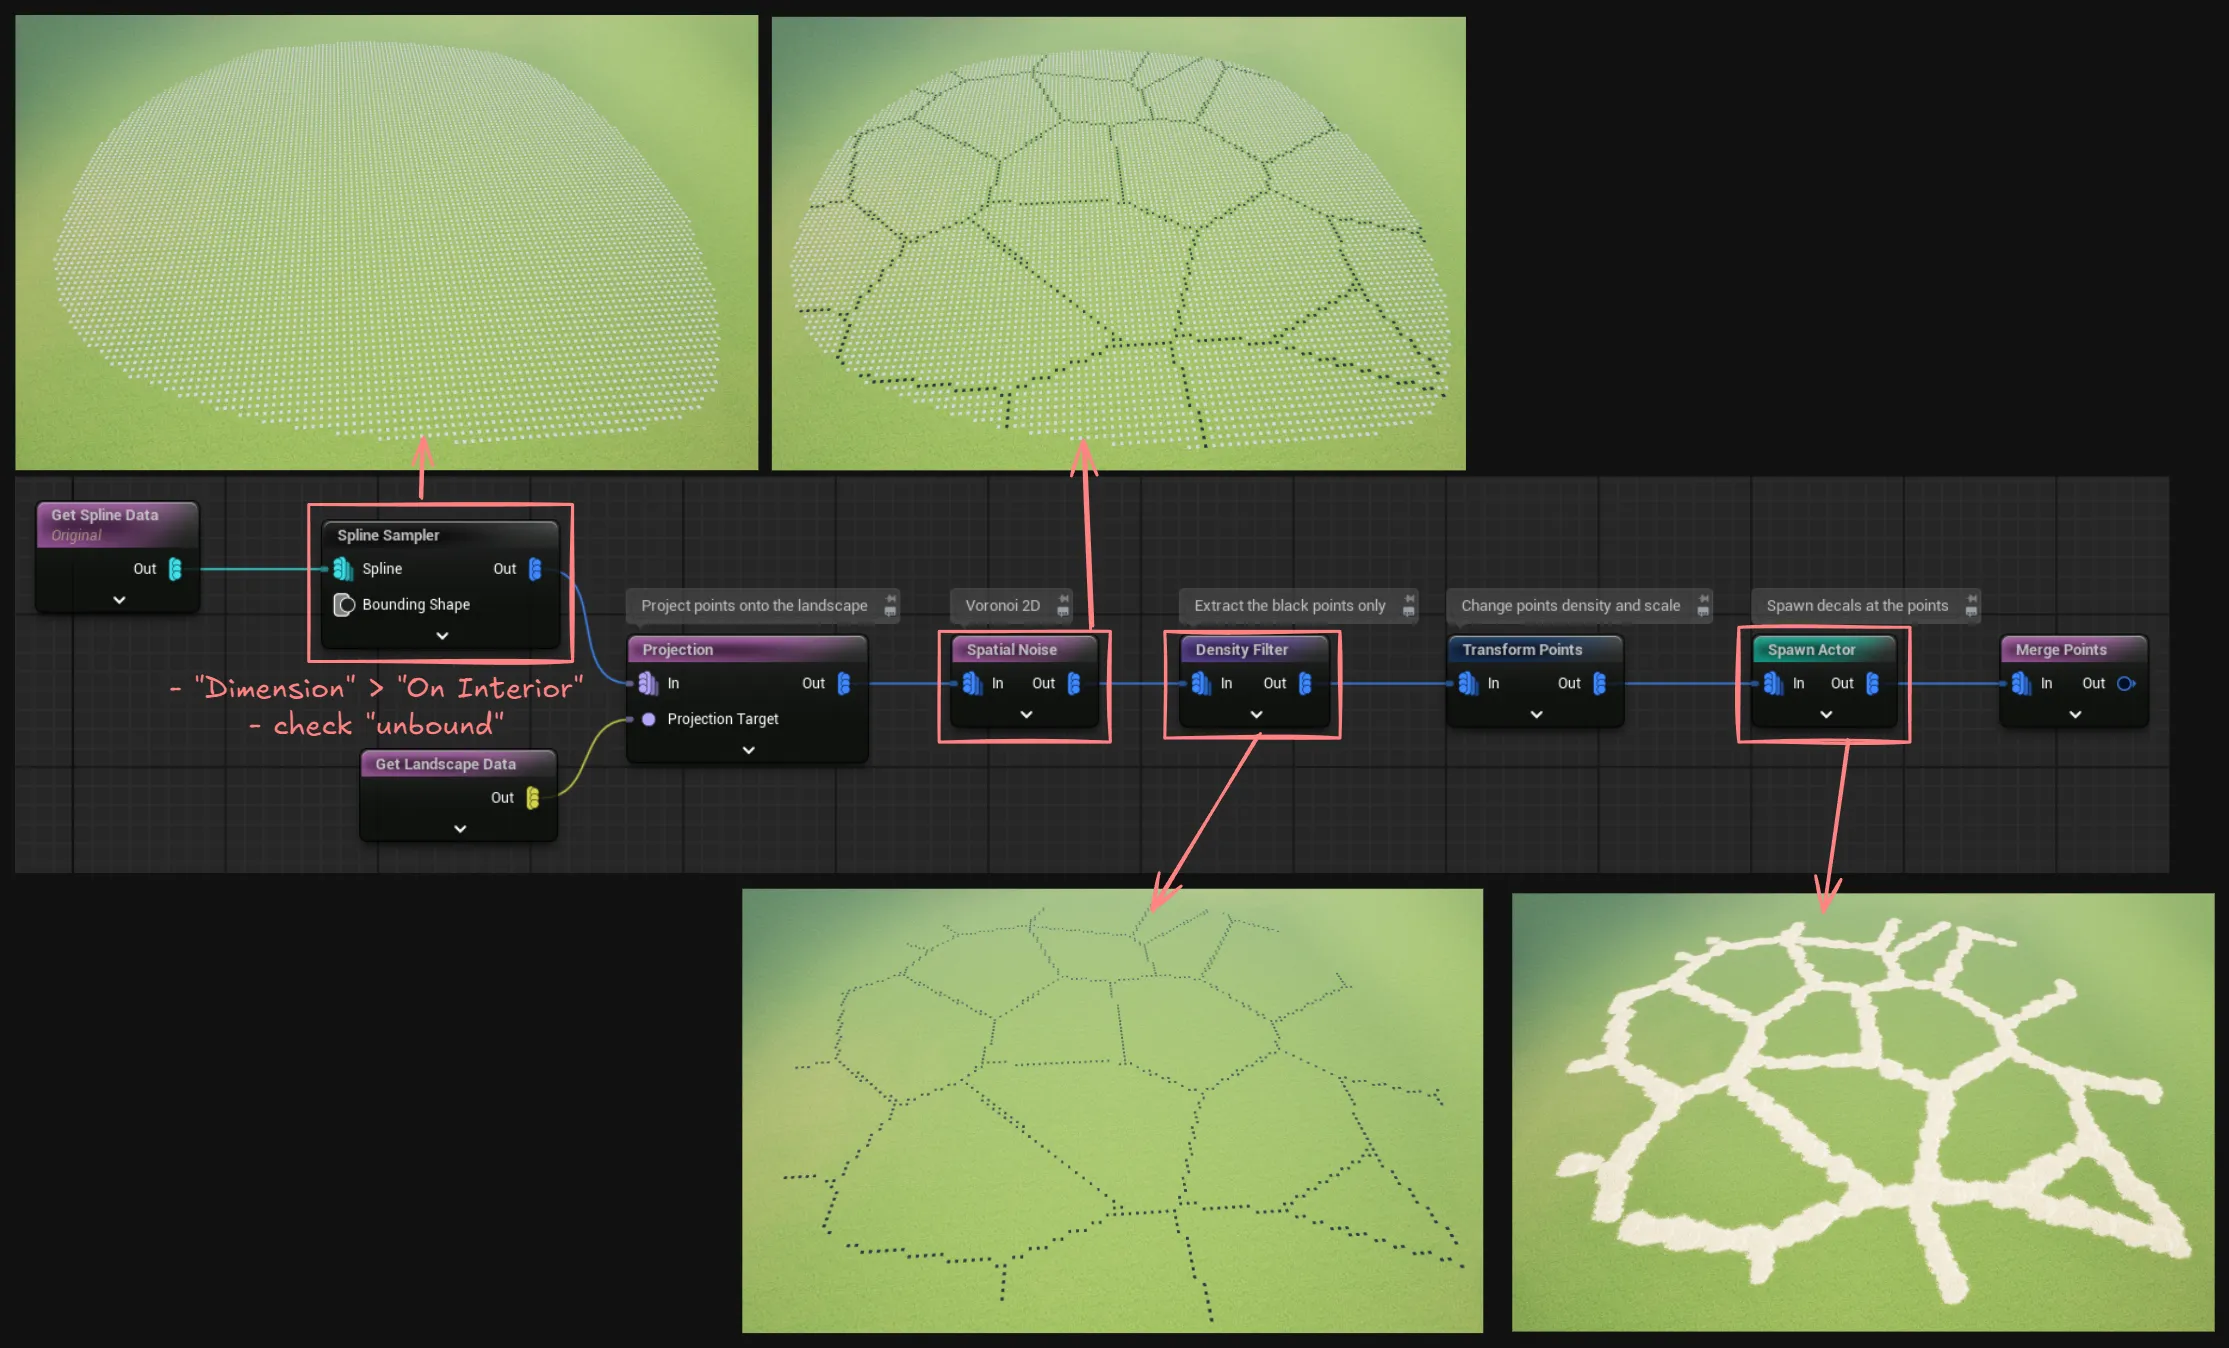 Get Spline Data
Original
Out
Spline Sampler
Spline
Out
Bounding Shape
- "Dimension" > "On Interior"
- check "unbound"
Get Landscape Data
Out
Project points onto the landscape
Projection
In
Out
Projection Target
Voronoi 2D
Spatial Noise
In
Out
Extract the black points only
Density Filter
In
Out
Change points density and scale
Transform Points
In
Out
Spawn decals at the points
Spawn Actor
In
Out
Merge Points
In
Out